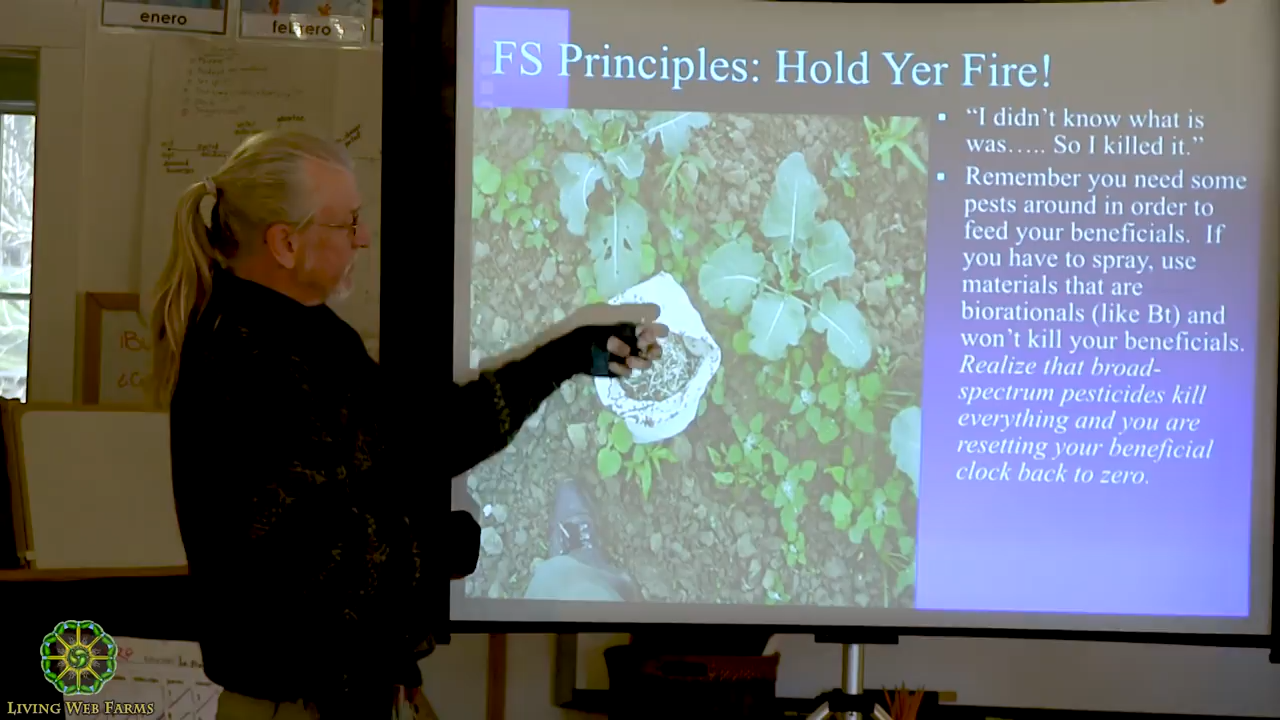 enero
febrero
FS Principles: Hold Yer Fire!
▪ “I didn’t know what is
was….. So I killed it.”
▪ Remember you need some
pests around in order to
feed your beneficials. If
you have to spray, use
materials that are
biorationals (like Bt) and
won’t kill your beneficials.
Realize that broad-
spectrum pesticides kill
everything and you are
resetting your beneficial
clock back to zero.
LIVING WEB FARMS